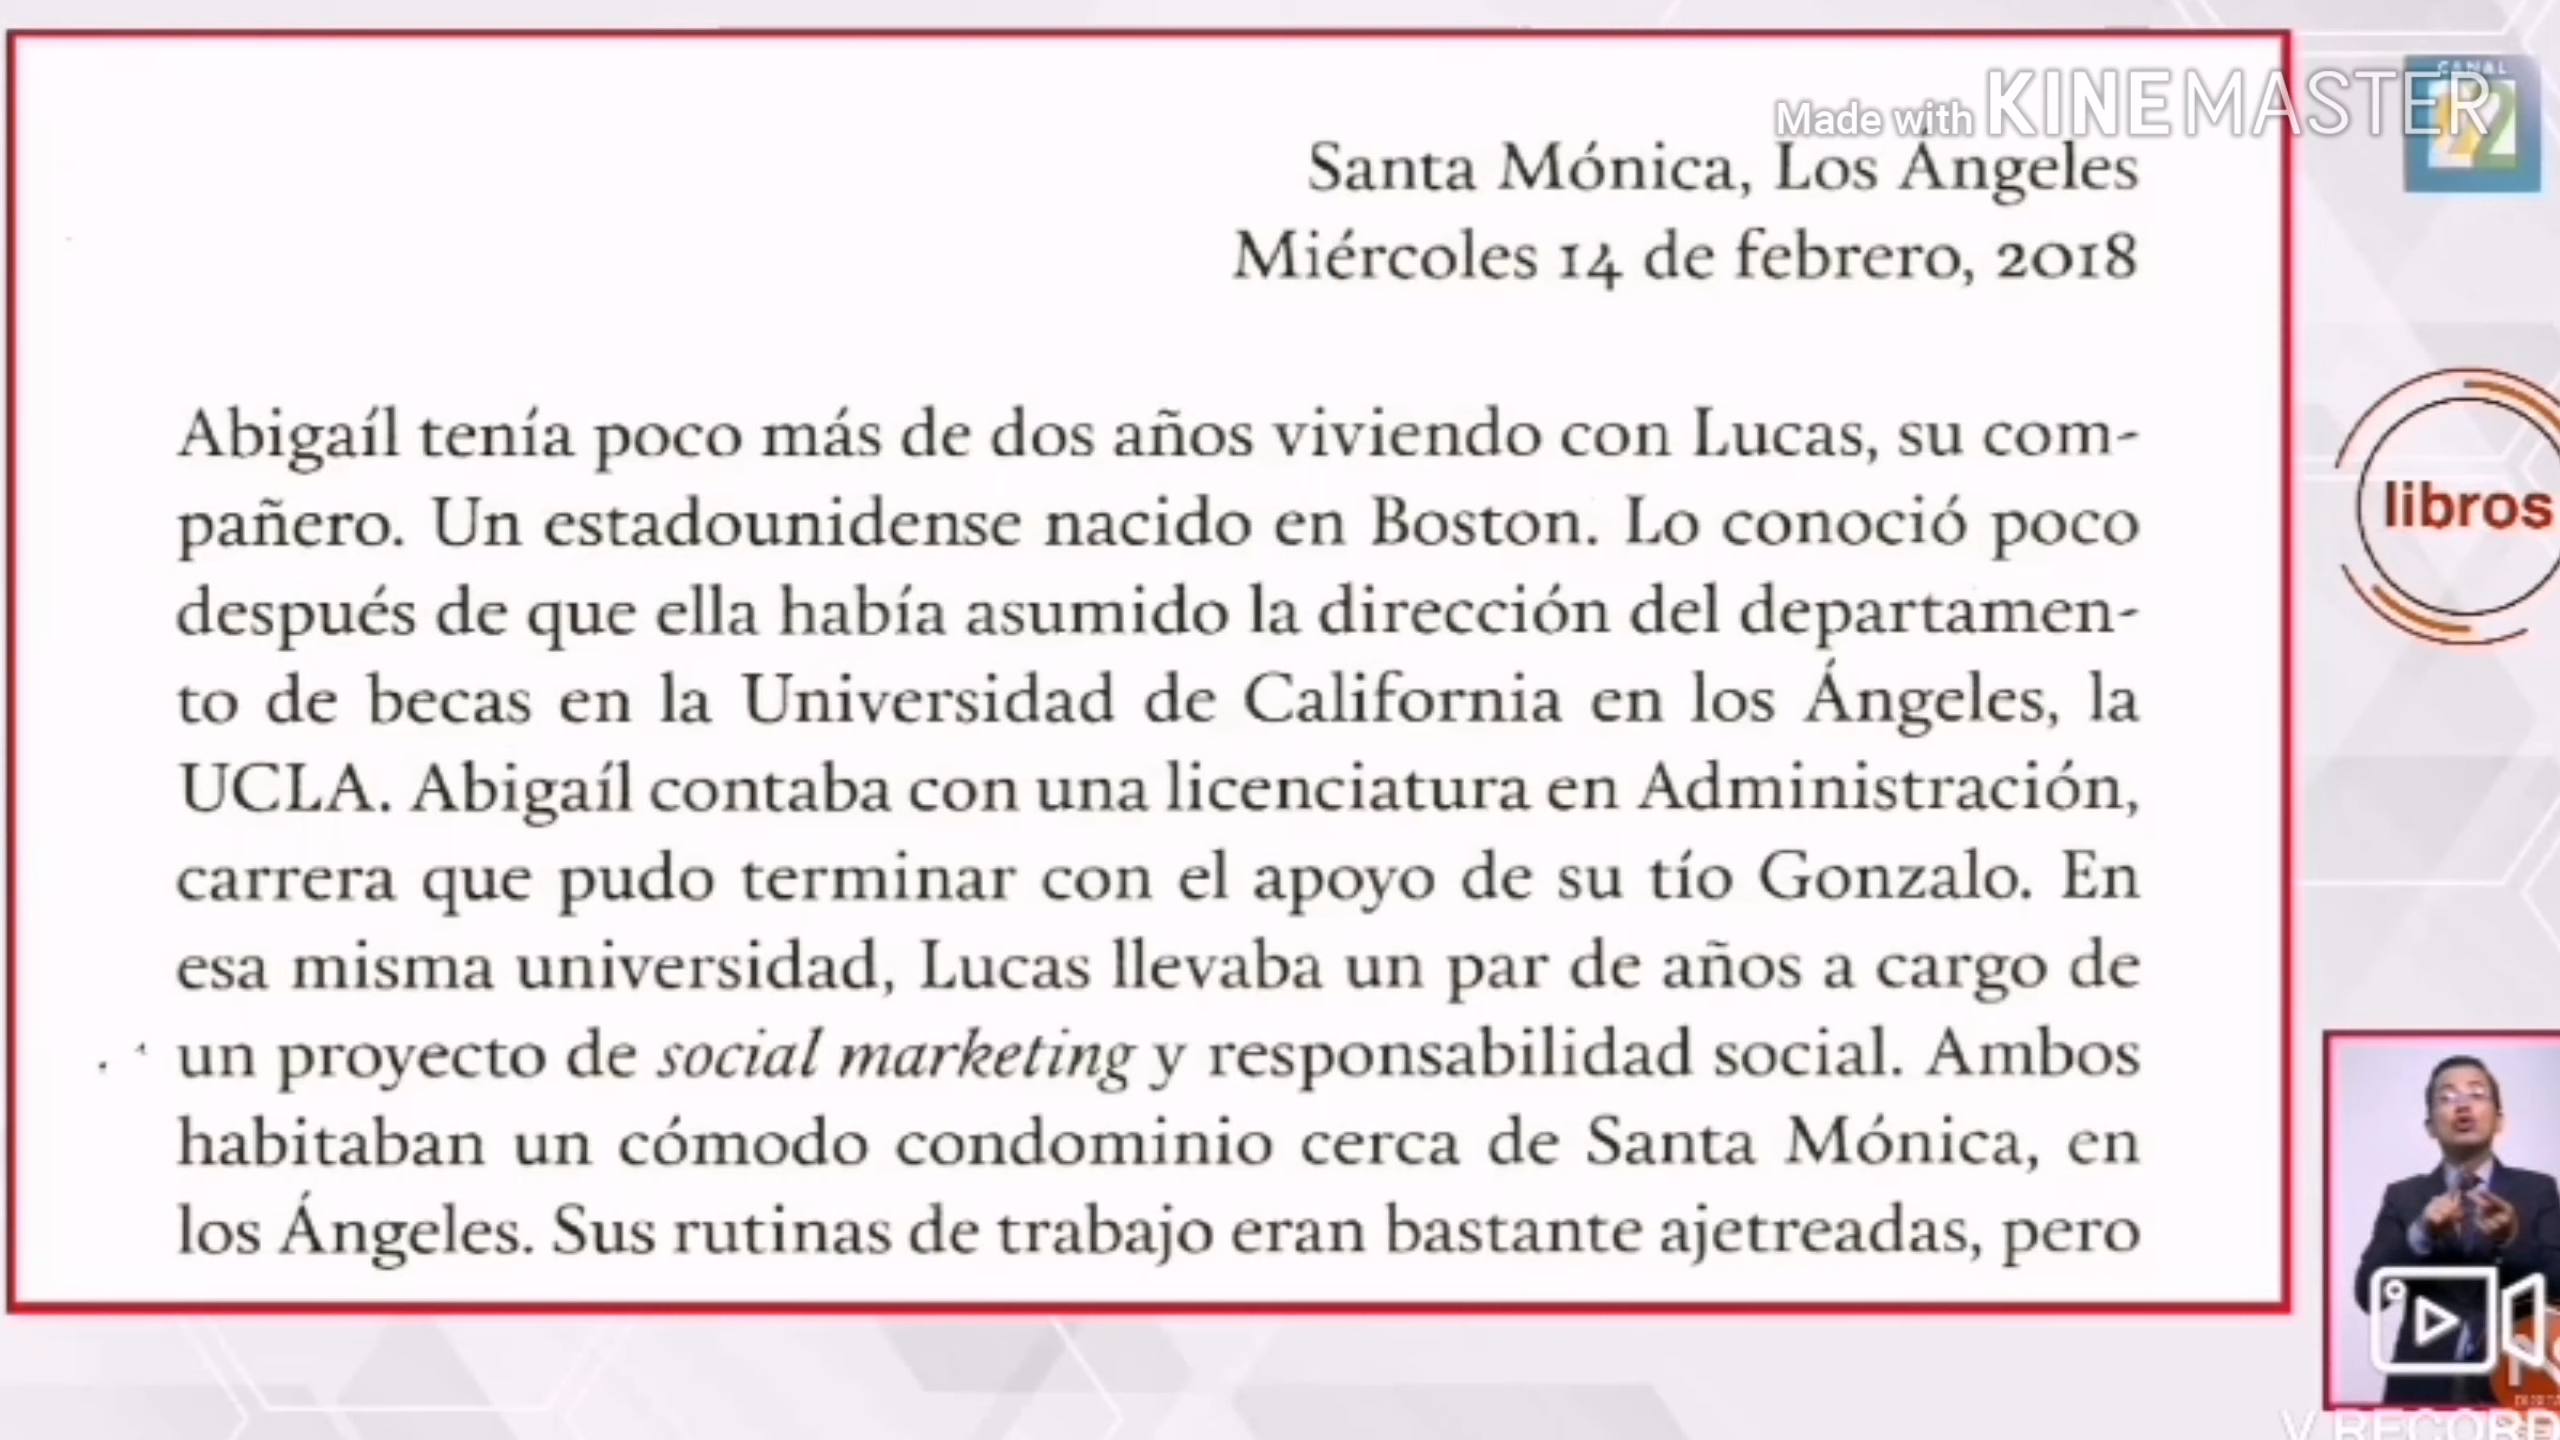 CANAL
22
Made with KINEMASTER
Santa Mónica, Los Ángeles
Miércoles 14 de febrero, 2018
Abigaíl tenía poco más de dos años viviendo con Lucas, su com-
pañero. Un estadounidense nacido en Boston. Lo conoció poco
después de que ella había asumido la dirección del departamen-
to de becas en la Universidad de California en los Ángeles, la
UCLA. Abigaíl contaba con una licenciatura en Administración,
carrera que pudo terminar con el apoyo de su tío Gonzalo. En
esa misma universidad, Lucas llevaba un par de años a cargo de
un proyecto de social marketing y responsabilidad social. Ambos
habitaban un cómodo condominio cerca de Santa Mónica, en
los Ángeles. Sus rutinas de trabajo eran bastante ajetreadas, pero
libros